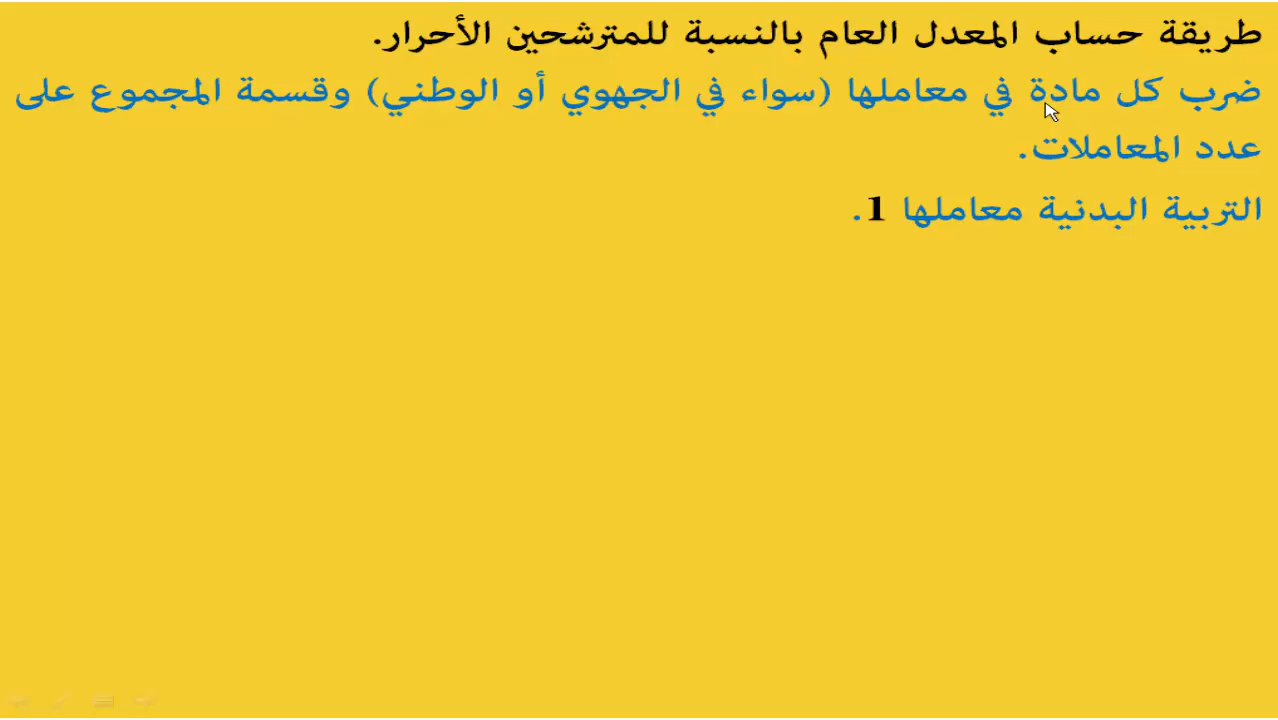 طريقة حساب المعدل العام بالنسبة للمترشحين الأحرار.
ضرب كل مادة في معاملها (سواء في الجهوي أو الوطني) وقسمة المجموع على
عدد المعاملات.
التربية البدنية معاملها 1.